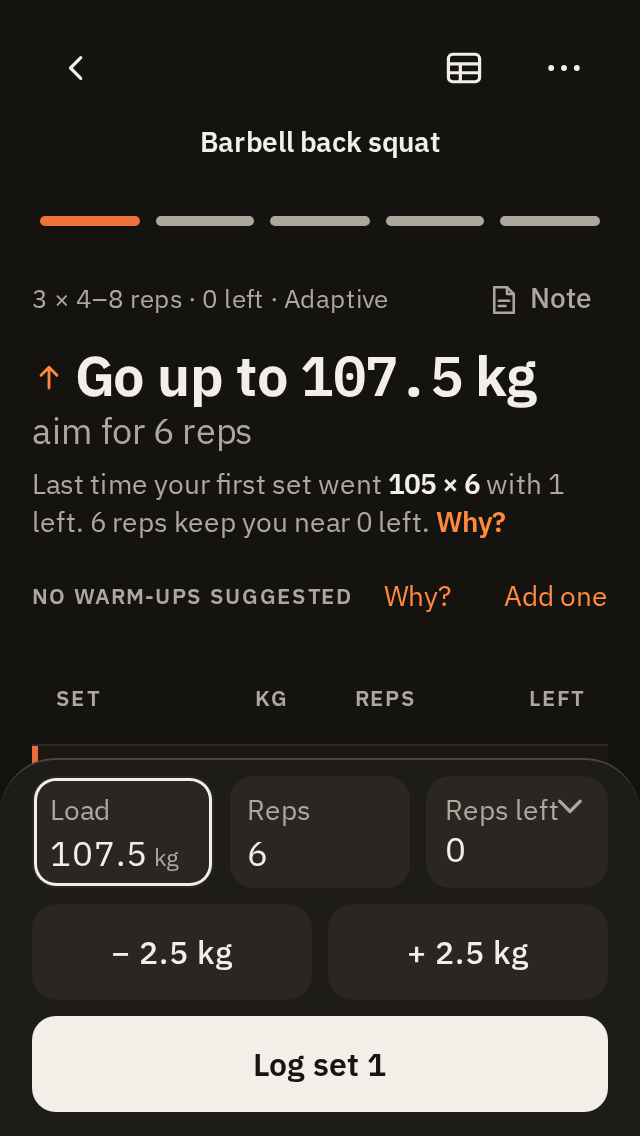 Barbell back squat
3 × 4–8 reps · 0 left · Adaptive
Note
↑ Go up to 107.5 kg
aim for 6 reps
Last time your first set went 105 × 6 with 1
left. 6 reps keep you near 0 left. Why?
NO WARM-UPS SUGGESTED Why? Add one
SET KG REPS LEFT
Load Reps Reps left
107.5 kg 6 0
− 2.5 kg + 2.5 kg
Log set 1